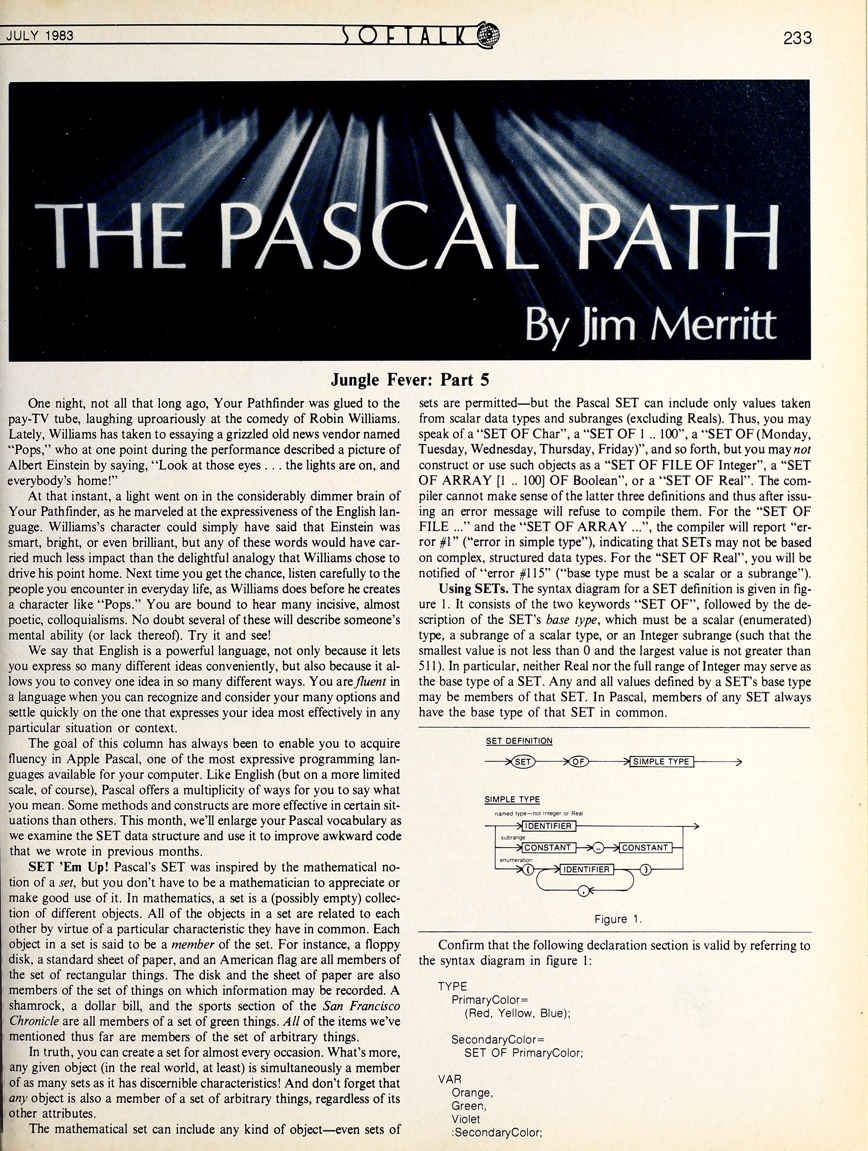 JULY 1983
SOFTALK
233
THE PASCAL PATH
By Jim Merritt
Jungle Fever: Part 5
One night, not all that long ago, Your Pathfinder was glued to the
pay-TV tube, laughing uproariously at the comedy of Robin Williams.
Lately, Williams has taken to essaying a grizzled old news vendor named
“Pops,” who at one point during the performance described a picture of
Albert Einstein by saying, “Look at those eyes . . . the lights are on, and
everybody's home!”
At that instant, a light went on in the considerably dimmer brain of
Your Pathfinder, as he marveled at the expressiveness of the English lan-
guage. Williams's character could simply have said that Einstein was
smart, bright, or even brilliant, but any of these words would have car-
ried much less impact than the delightful analogy that Williams chose to
drive his point home. Next time you get the chance, listen carefully to the
people you encounter in everyday life, as Williams does before he creates
a character like “Pops.” You are bound to hear many incisive, almost
poetic, colloquialisms. No doubt several of these will describe someone's
mental ability (or lack thereof). Try it and see!
We say that English is a powerful language, not only because it lets
you express so many different ideas conveniently, but also because it al-
lows you to convey one idea in so many different ways. You are fluent in
a language when you can recognize and consider your many options and
settle quickly on the one that expresses your idea most effectively in any
particular situation or context.
The goal of this column has always been to enable you to acquire
fluency in Apple Pascal, one of the most expressive programming lan-
guages available for your computer. Like English (but on a more limited
scale, of course), Pascal offers a multiplicity of ways for you to say what
you mean. Some methods and constructs are more effective in certain sit-
uations than others. This month, we'll enlarge your Pascal vocabulary as
we examine the SET data structure and use it to improve awkward code
that we wrote in previous months.
SET 'Em Up! Pascal's SET was inspired by the mathematical no-
tion of a set, but you don't have to be a mathematician to appreciate or
make good use of it. In mathematics, a set is a (possibly empty) collec-
tion of different objects. All of the objects in a set are related to each
other by virtue of a particular characteristic they have in common. Each
object in a set is said to be a member of the set. For instance, a floppy
disk, a standard sheet of paper, and an American flag are all members of
the set of rectangular things. The disk and the sheet of paper are also
members of the set of things on which information may be recorded. A
shamrock, a dollar bill, and the sports section of the San Francisco
Chronicle are all members of a set of green things. All of the items we've
mentioned thus far are members of the set of arbitrary things.
In truth, you can create a set for almost every occasion. What's more,
any given object (in the real world, at least) is simultaneously a member
of as many sets as it has discernible characteristics! And don't forget that
any object is also a member of a set of arbitrary things, regardless of its
other attributes.
The mathematical set can include any kind of object—even sets of
sets are permitted—but the Pascal SET can include only values taken
from scalar data types and subranges (excluding Reals). Thus, you may
speak of a “SET OF Char”, a “SET OF 1 .. 100”, a “SET OF (Monday,
Tuesday, Wednesday, Thursday, Friday)”, and so forth, but you may not
construct or use such objects as a “SET OF FILE OF Integer”, a “SET
OF ARRAY [1 .. 100] OF Boolean”, or a “SET OF Real”. The com-
piler cannot make sense of the latter three definitions and thus after issu-
ing an error message will refuse to compile them. For the “SET OF
FILE ...” and the “SET OF ARRAY ...”, the compiler will report “er-
ror #1” (“error in simple type”), indicating that SETs may not be based
on complex, structured data types. For the “SET OF Real”, you will be
notified of “error #115” (“base type must be a scalar or a subrange”).
Using SETs. The syntax diagram for a SET definition is given in fig-
ure 1. It consists of the two keywords “SET OF”, followed by the de-
scription of the SET's base type, which must be a scalar (enumerated)
type, a subrange of a scalar type, or an Integer subrange (such that the
smallest value is not less than 0 and the largest value is not greater than
511). In particular, neither Real nor the full range of Integer may serve as
the base type of a SET. Any and all values defined by a SET's base type
may be members of that SET. In Pascal, members of any SET always
have the base type of that SET in common.
SET DEFINITION
SET OF SIMPLE TYPE
SIMPLE TYPE
named type—not Integer or Real
IDENTIFIER
subrange
CONSTANT .. CONSTANT
enumeration
( IDENTIFIER )
,
Figure 1.
Confirm that the following declaration section is valid by referring to
the syntax diagram in figure 1:
TYPE
PrimaryColor=
(Red, Yellow, Blue);
SecondaryColor=
SET OF PrimaryColor;
VAR
Orange,
Green,
Violet
:SecondaryColor;